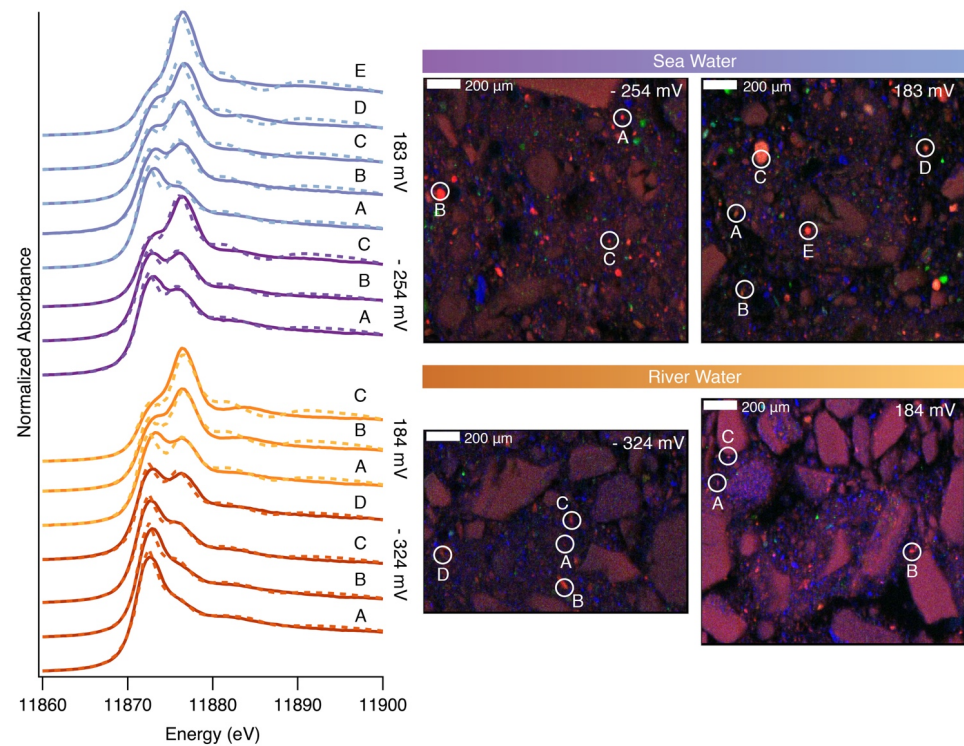 Normalized Absorbance
E
D
C
B
A
183 mV
C
B
A
- 254 mV
C
B
A
184 mV
D
C
B
A
- 324 mV
11860
11870
11880
11890
11900
Energy (eV)
Sea Water
200 µm
- 254 mV
A
B
C
200 µm
183 mV
C
D
A
E
B
River Water
200 µm
- 324 mV
C
A
D
B
200 µm
184 mV
C
A
B